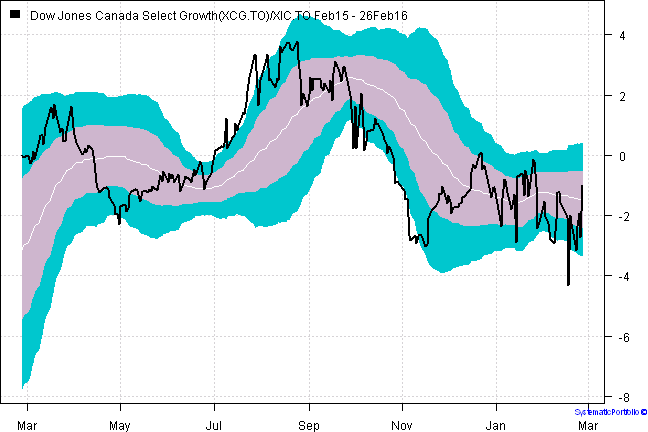 Dow Jones Canada Select Growth(XCG.TO)/XIC.TO Feb15 - 26Feb16
4
2
0
-2
-4
-6
-8
Mar May Jul Sep Nov Jan Mar
SystematicPortfolio ©